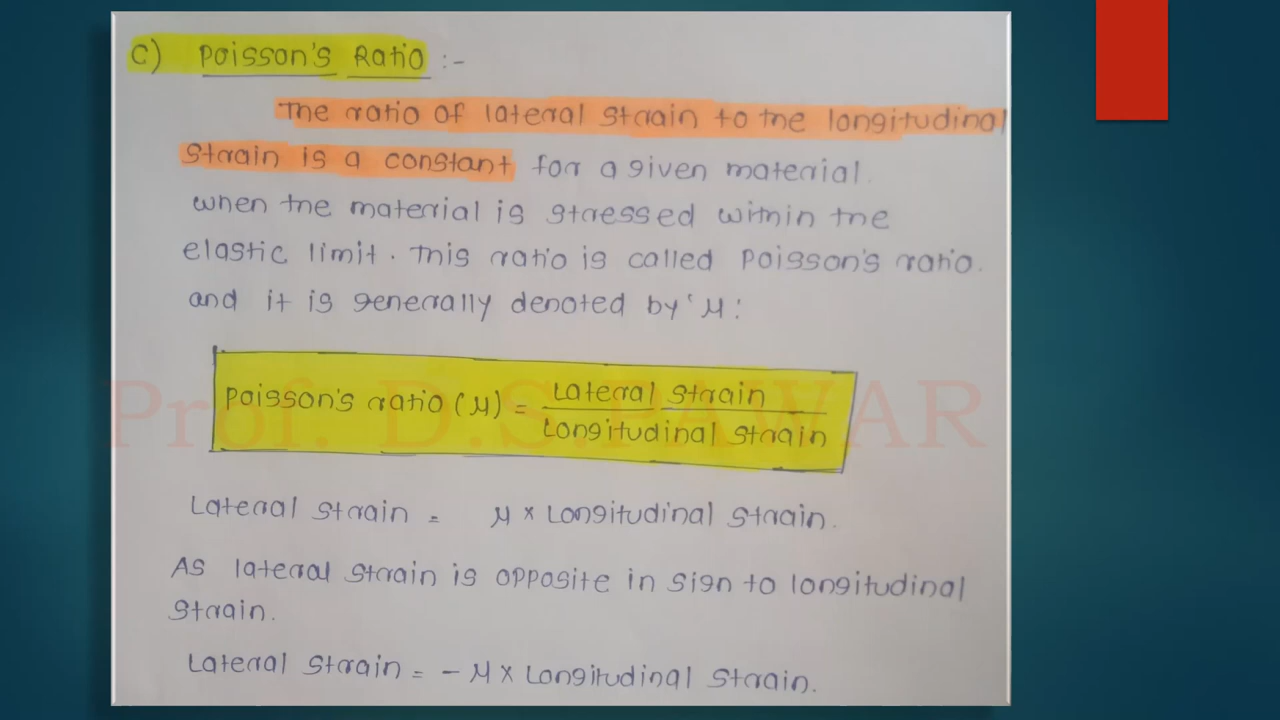 C) Poisson's Ratio :-
The ratio of lateral strain to the longitudinal
strain is a constant for a given material.
when the material is stressed within the
elastic limit. This ratio is called Poisson's ratio.
and it is generally denoted by 'μ'.
Poisson's ratio (μ) = Lateral strain
Longitudinal strain
Prof. D.S.PAWAR
Lateral strain = μ × Longitudinal strain.
As lateral strain is opposite in sign to longitudinal
strain.
Lateral strain = - μ × Longitudinal strain.